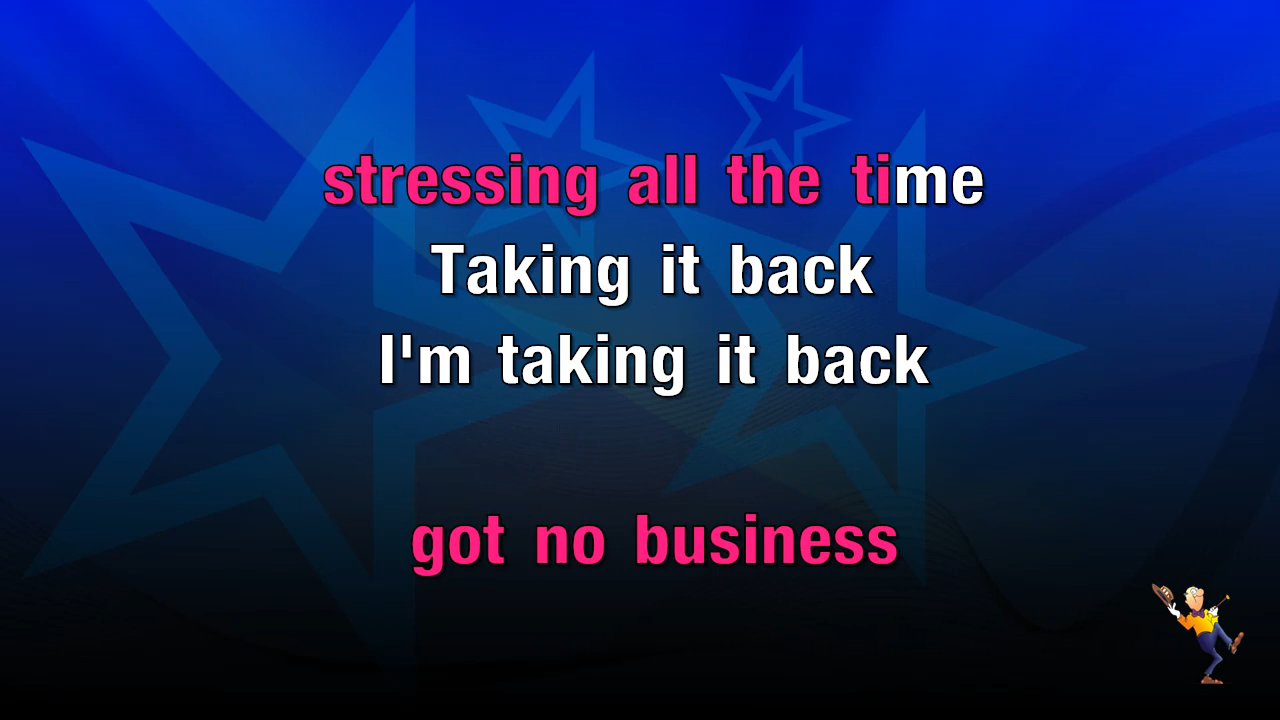 stressing all the time
Taking it back
I'm taking it back
got no business